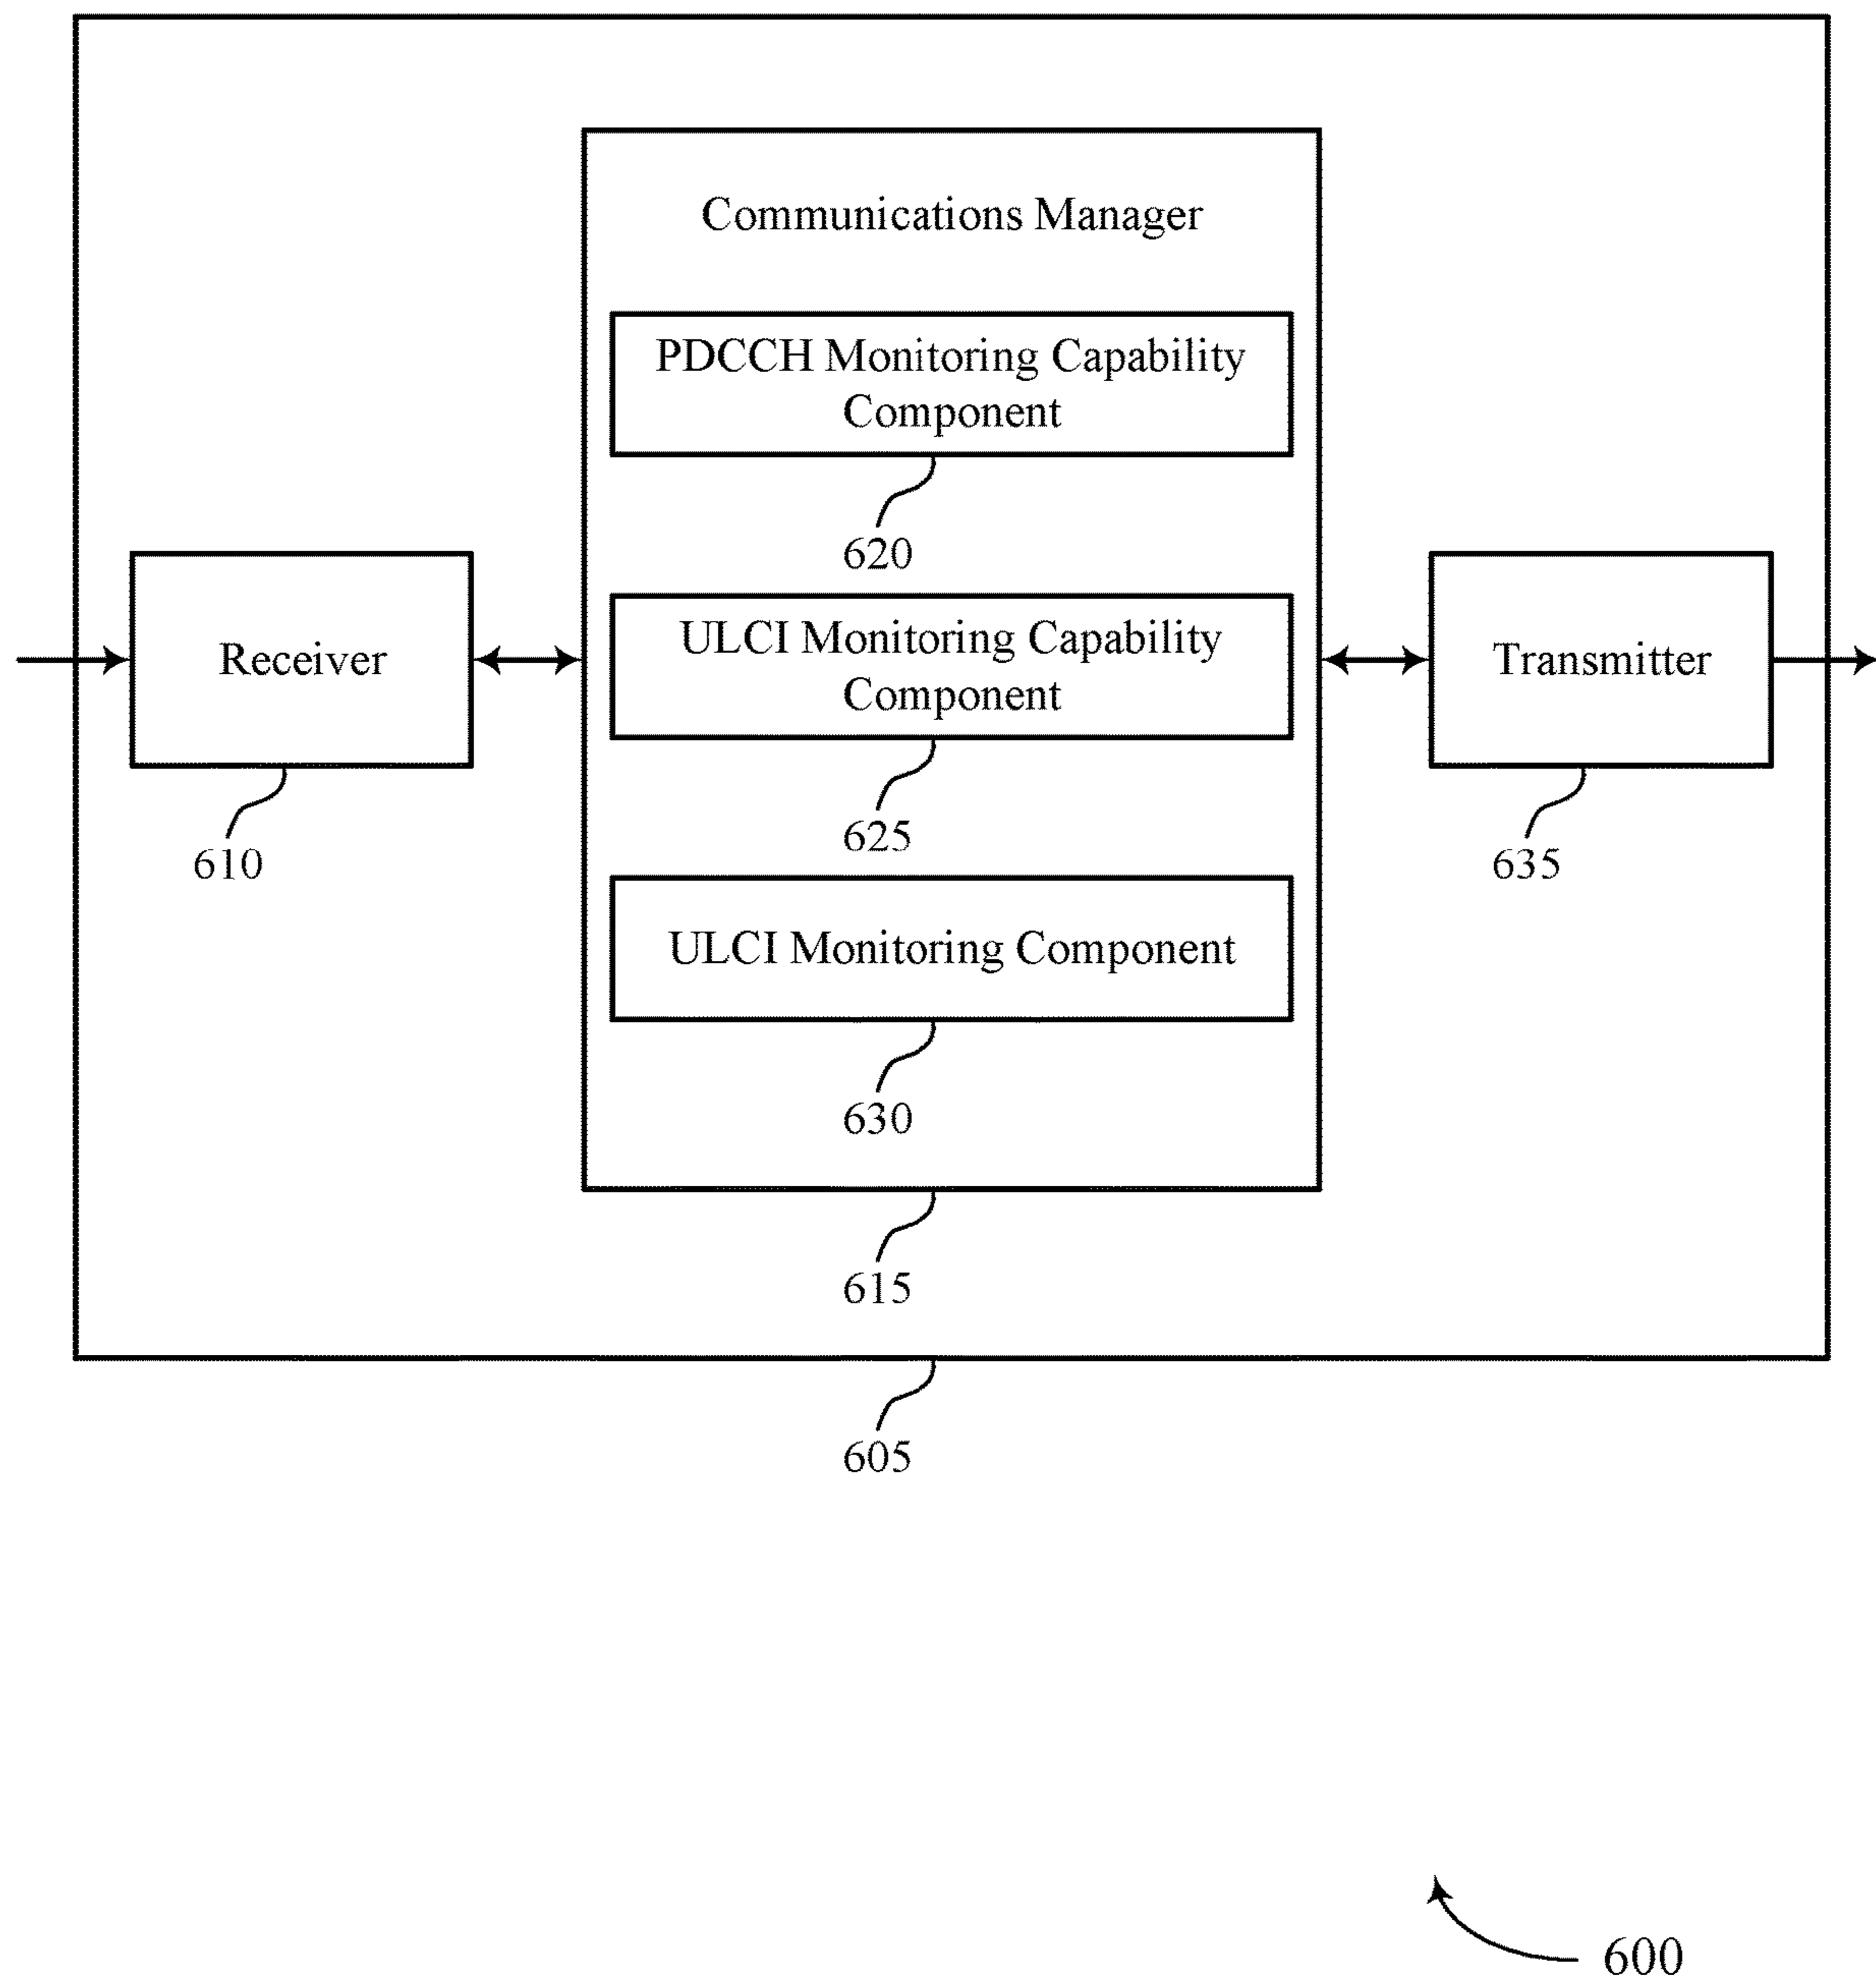 Communications Manager
PDCCH Monitoring Capability
Component
620
Receiver
610
ULCI Monitoring Capability
Component
625
Transmitter
635
ULCI Monitoring Component
630
615
605
600